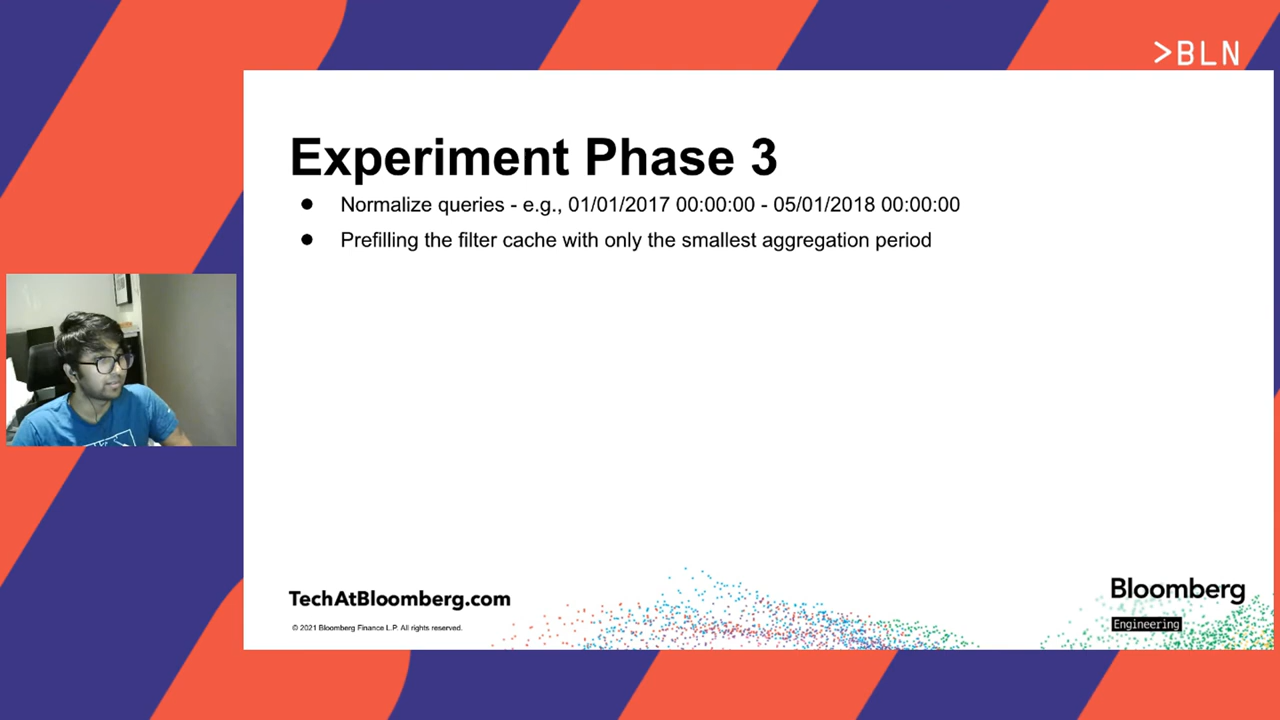 >BLN
Experiment Phase 3
● Normalize queries - e.g., 01/01/2017 00:00:00 - 05/01/2018 00:00:00
● Prefilling the filter cache with only the smallest aggregation period
TechAtBloomberg.com
© 2021 Bloomberg Finance L.P. All rights reserved.
Bloomberg
Engineering